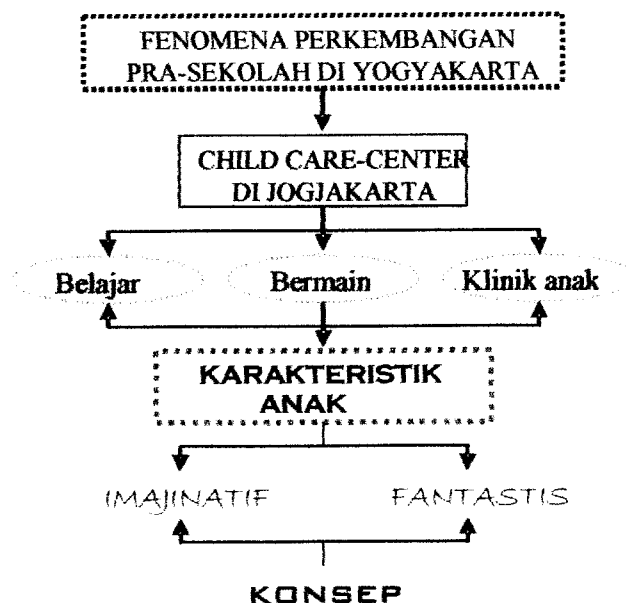 FENOMENA PERKEMBANGAN
PRA-SEKOLAH DI YOGYAKARTA
CHILD CARE-CENTER
DI JOGJAKARTA
Belajar
Bermain
Klinik anak
KARAKTERISTIK
ANAK
IMAJINATIF
FANTASTIS
KONSEP